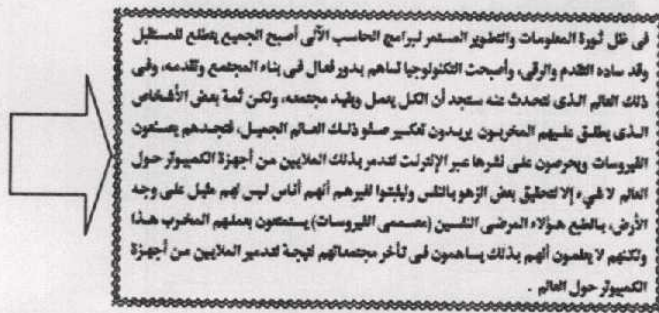 في ظل ثورة المعلومات والتطوير المستمر لبرامج الحاسب الآلى أصبح الجميع يتطلع للمستقبل
وقد ساده التقدم والرقي، وأصبحت التكنولوجيا تساهم بدور فعال فى بناء المجتمع وتقدمه، وفى
ذلك العالم الذى نتحدث عنه ستجد أن الكل يعمل ويفيد مجتمعه، ولكن ثمة بعض الأشخاص
الذى يطلق عليهم المخربون يريدون تعكير صفو ذلك العالم الجميل، فتجدهم يصنعون
الفيروسات ويحرصون على نشرها عبر الإنترنت لتدمر بذلك الملايين من أجهزة الكمبيوتر حول
العالم لا شيء إلا لتحقيق بعض الزهو بالنفس وليثبتوا لغيرهم أنهم أناس ليس لهم مثيل على وجه
الأرض، بالطبع هؤلاء المرضى النفسين (مصممى الفيروسات) يستمتعون بعملهم المخرب هذا
ولكنهم لا يعلمون أنهم بذلك يساهمون فى تأخر مجتمعاتهم نتيجة لتدمير الملايين من أجهزة
الكمبيوتر حول العالم .